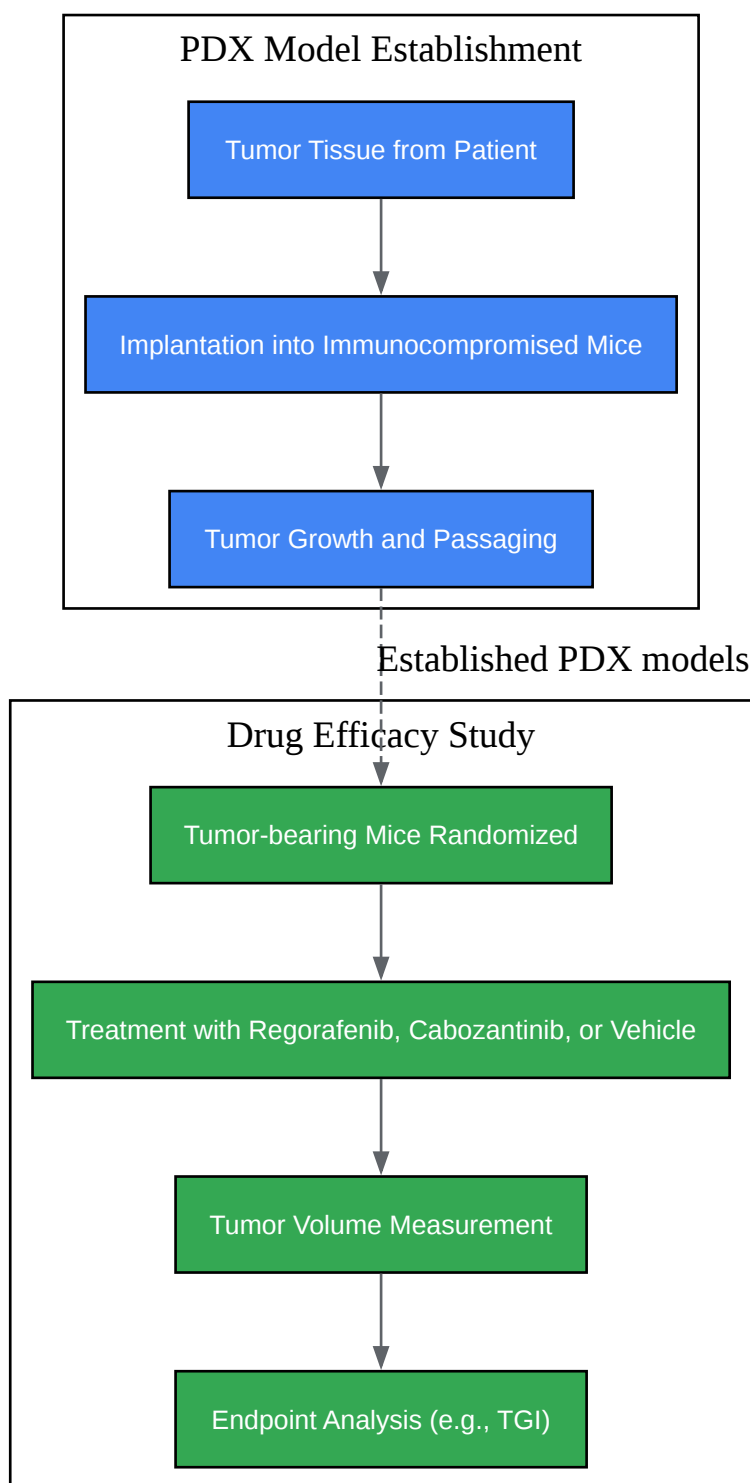 PDX Model Establishment
Tumor Tissue from Patient
Implantation into Immunocompromised Mice
Tumor Growth and Passaging
Established PDX models
Drug Efficacy Study
Tumor-bearing Mice Randomized
Treatment with Regorafenib, Cabozantinib, or Vehicle
Tumor Volume Measurement
Endpoint Analysis (e.g., TGI)